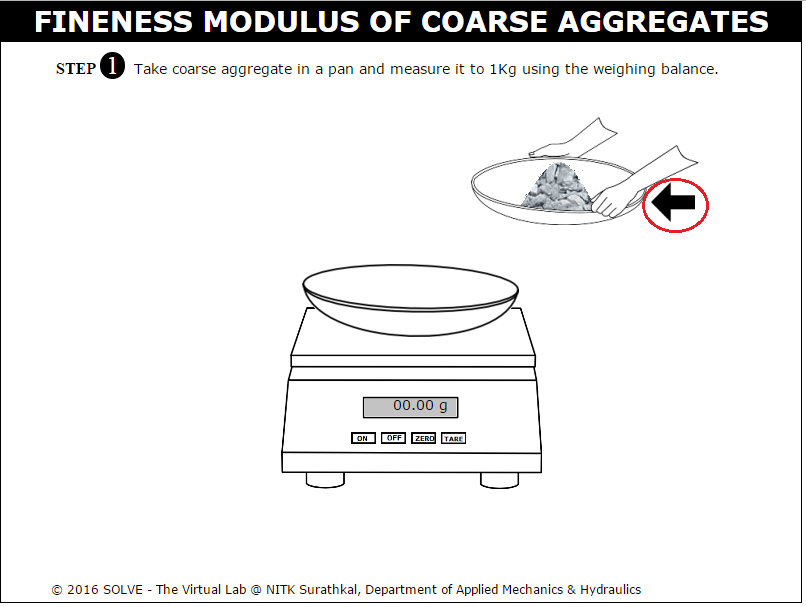 FINENESS MODULUS OF COARSE AGGREGATES
STEP 1 Take coarse aggregate in a pan and measure it to 1Kg using the weighing balance.
00.00 g
ON OFF ZERO TARE
© 2016 SOLVE - The Virtual Lab @ NITK Surathkal, Department of Applied Mechanics & Hydraulics